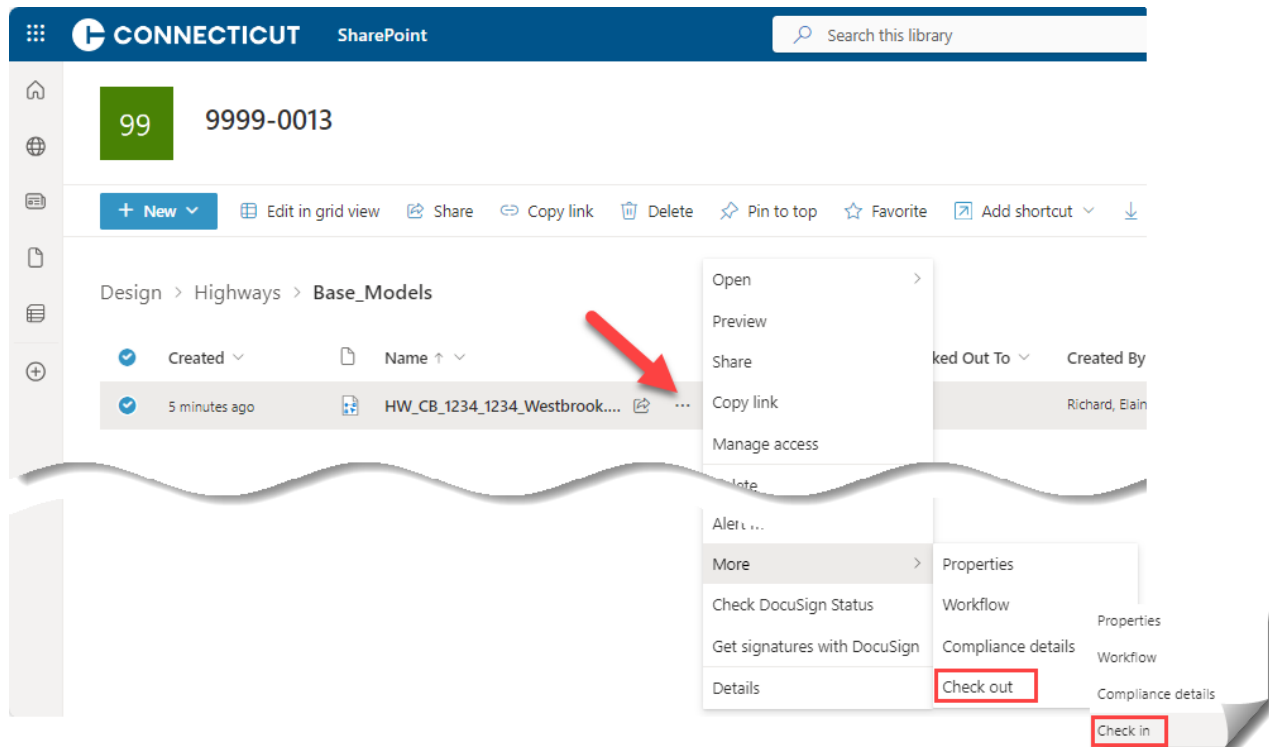 CONNECTICUT SharePoint Search this library
99 9999-0013
+ New Edit in grid view Share Copy link Delete Pin to top Favorite Add shortcut
Design > Highways > Base_Models
Created Name ked Out To Created By
5 minutes ago HW_CB_1234_1234_Westbrook.... Richard, Elain
Open
Preview
Share
Copy link
Manage access
Alert
More
Check DocuSign Status
Get signatures with DocuSign
Details
Properties
Workflow
Compliance details
Check out
Properties
Workflow
Compliance details
Check in